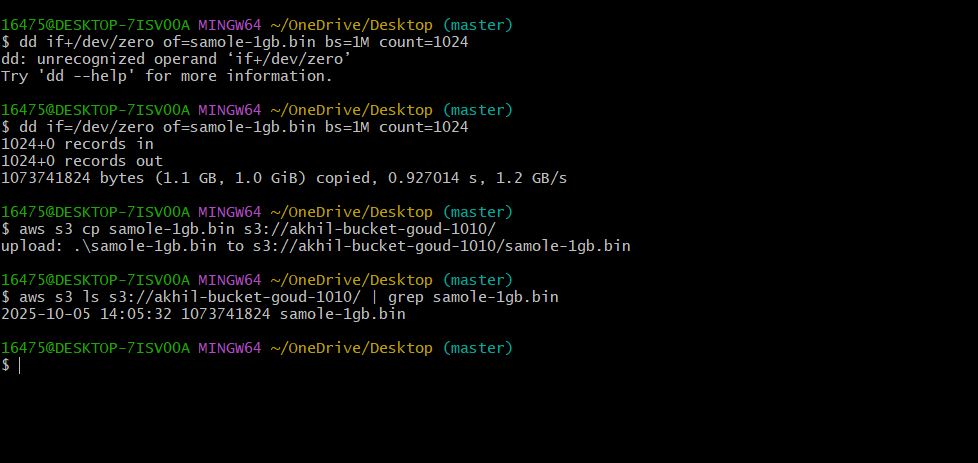 16475@DESKTOP-7ISVO0A MINGW64 ~/OneDrive/Desktop (master)
$ dd if+/dev/zero of=samole-1gb.bin bs=1M count=1024
dd: unrecognized operand ‘if+/dev/zero’
Try 'dd --help' for more information.
16475@DESKTOP-7ISVO0A MINGW64 ~/OneDrive/Desktop (master)
$ dd if=/dev/zero of=samole-1gb.bin bs=1M count=1024
1024+0 records in
1024+0 records out
1073741824 bytes (1.1 GB, 1.0 GiB) copied, 0.927014 s, 1.2 GB/s
16475@DESKTOP-7ISVO0A MINGW64 ~/OneDrive/Desktop (master)
$ aws s3 cp samole-1gb.bin s3://akhil-bucket-goud-1010/
upload: .\samole-1gb.bin to s3://akhil-bucket-goud-1010/samole-1gb.bin
16475@DESKTOP-7ISVO0A MINGW64 ~/OneDrive/Desktop (master)
$ aws s3 ls s3://akhil-bucket-goud-1010/ | grep samole-1gb.bin
2025-10-05 14:05:32 1073741824 samole-1gb.bin
16475@DESKTOP-7ISVO0A MINGW64 ~/OneDrive/Desktop (master)
$